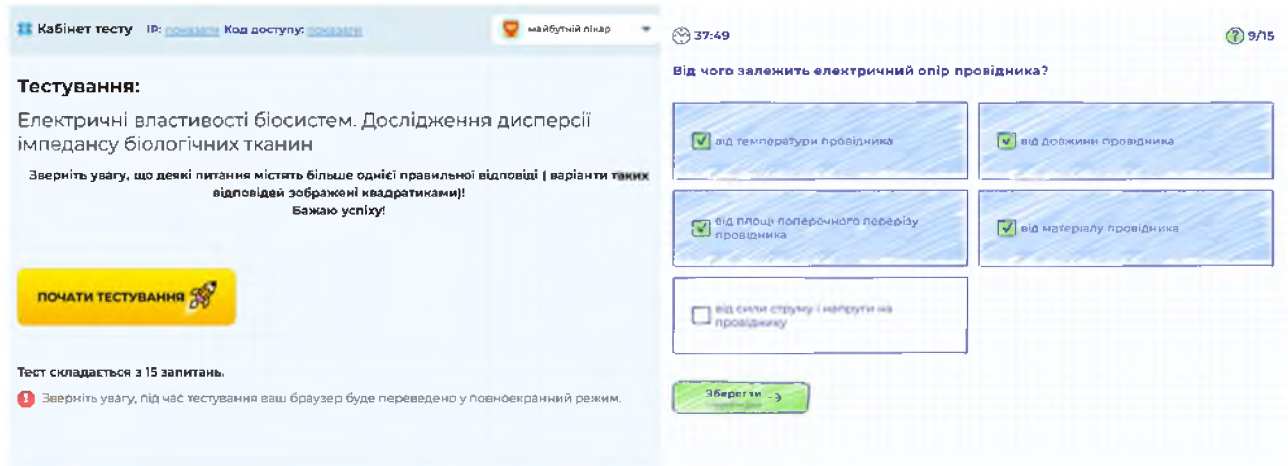 Кабінет тесту IP: показати Код доступу: показати
майбутній лікар
Тестування:
Електричні властивості біосистем. Дослідження дисперсії
імпедансу біологічних тканин
Зверніть увагу, що деякі питання містять більше однієї правильної відповіді ( варіанти таких
відповідей зображені квадратиками)!
Бажаю успіху!
ПОЧАТИ ТЕСТУВАННЯ
Тест складається з 15 запитань.
Зверніть увагу, під час тестування ваш браузер буде переведено у повноекранний режим.
37:49
9/15
Від чого залежить електричний опір провідника?
від температури провідника
від довжини провідника
від площі поперечного перерізу
провідника
від матеріалу провідника
від сили струму і напруги на
провіднику
Зберегти